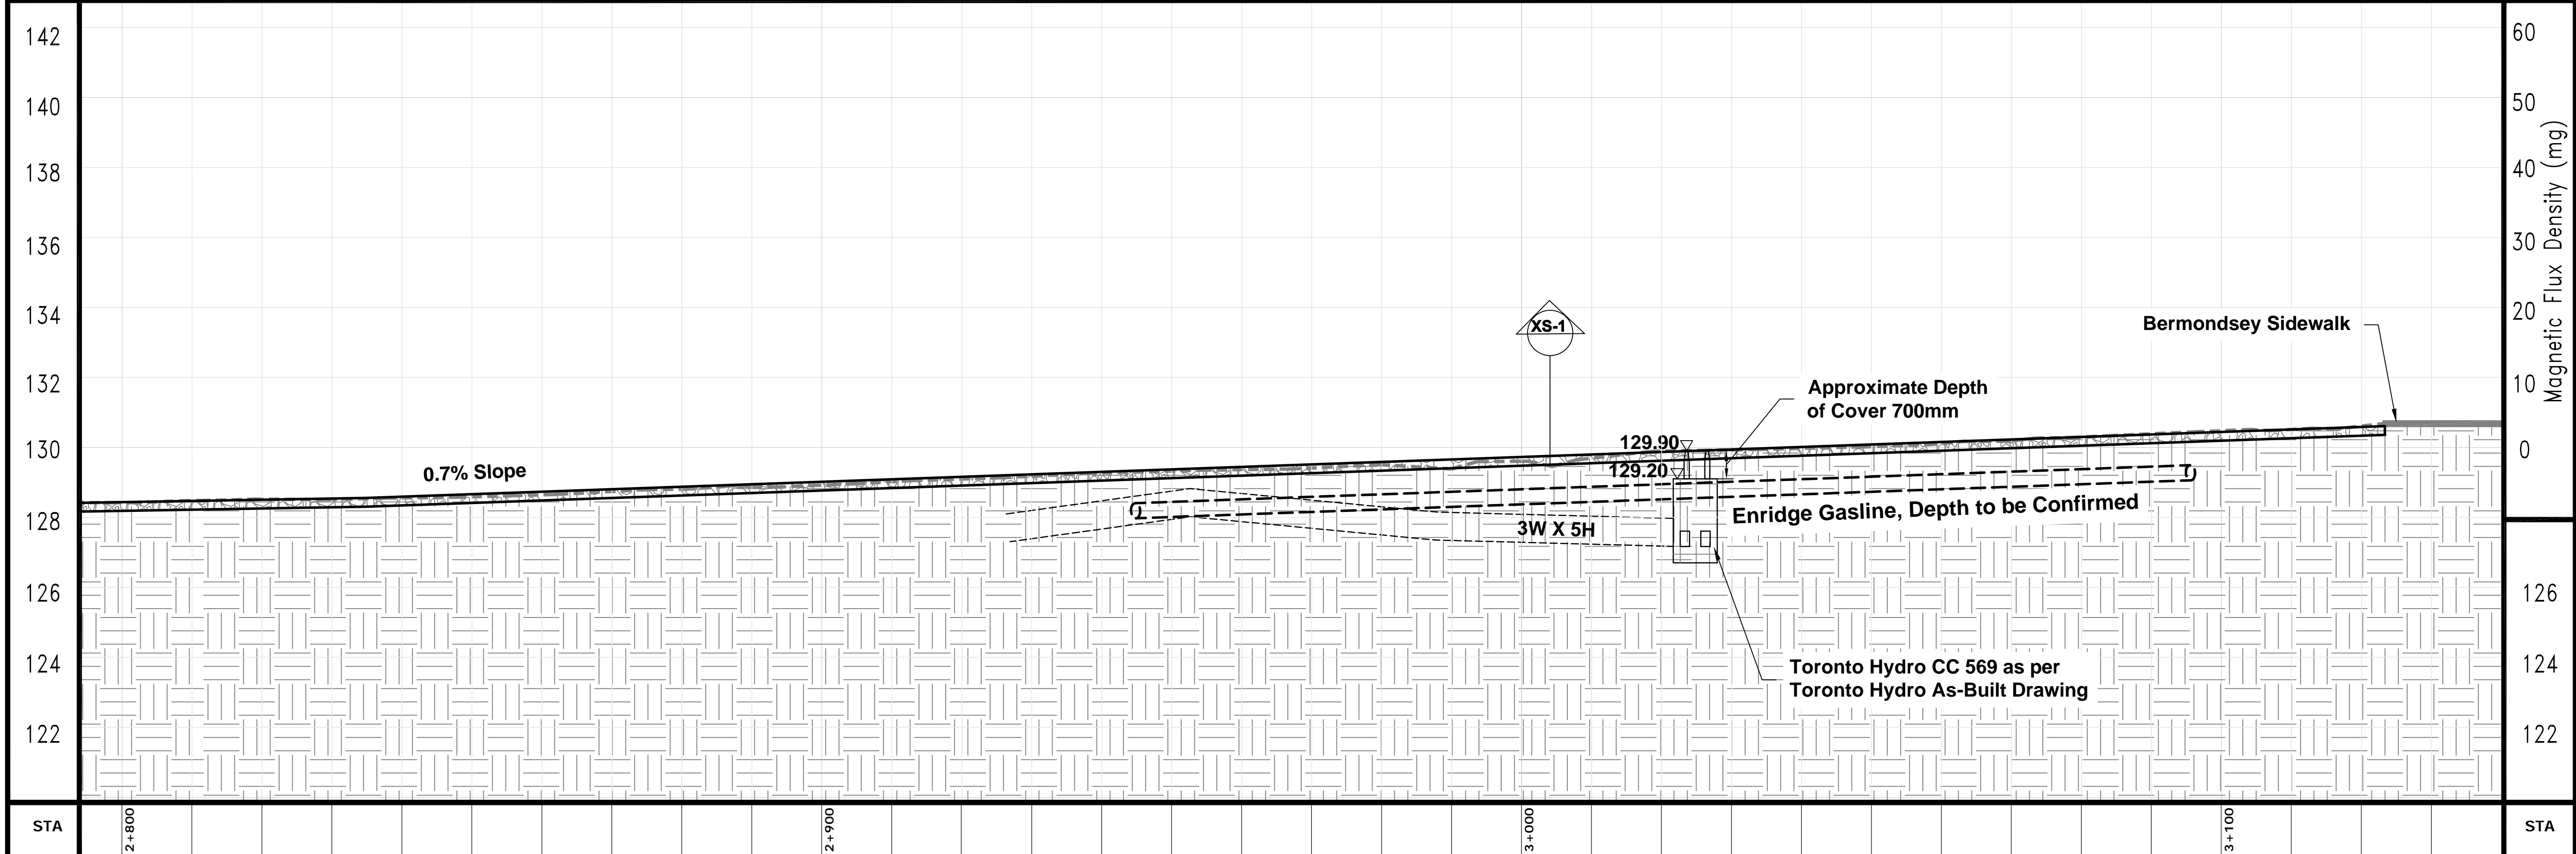 142
140
138
136
134
132
130
128
126
124
122
60
50
40
30
20
10
0
Magnetic Flux Density (mg)
126
124
122
XS-1
Bermondsey Sidewalk
Approximate Depth
of Cover 700mm
129.90
129.20
0.7% Slope
Enridge Gasline, Depth to be Confirmed
3W X 5H
Toronto Hydro CC 569 as per
Toronto Hydro As-Built Drawing
STA
2+800
2+900
3+000
3+100
STA